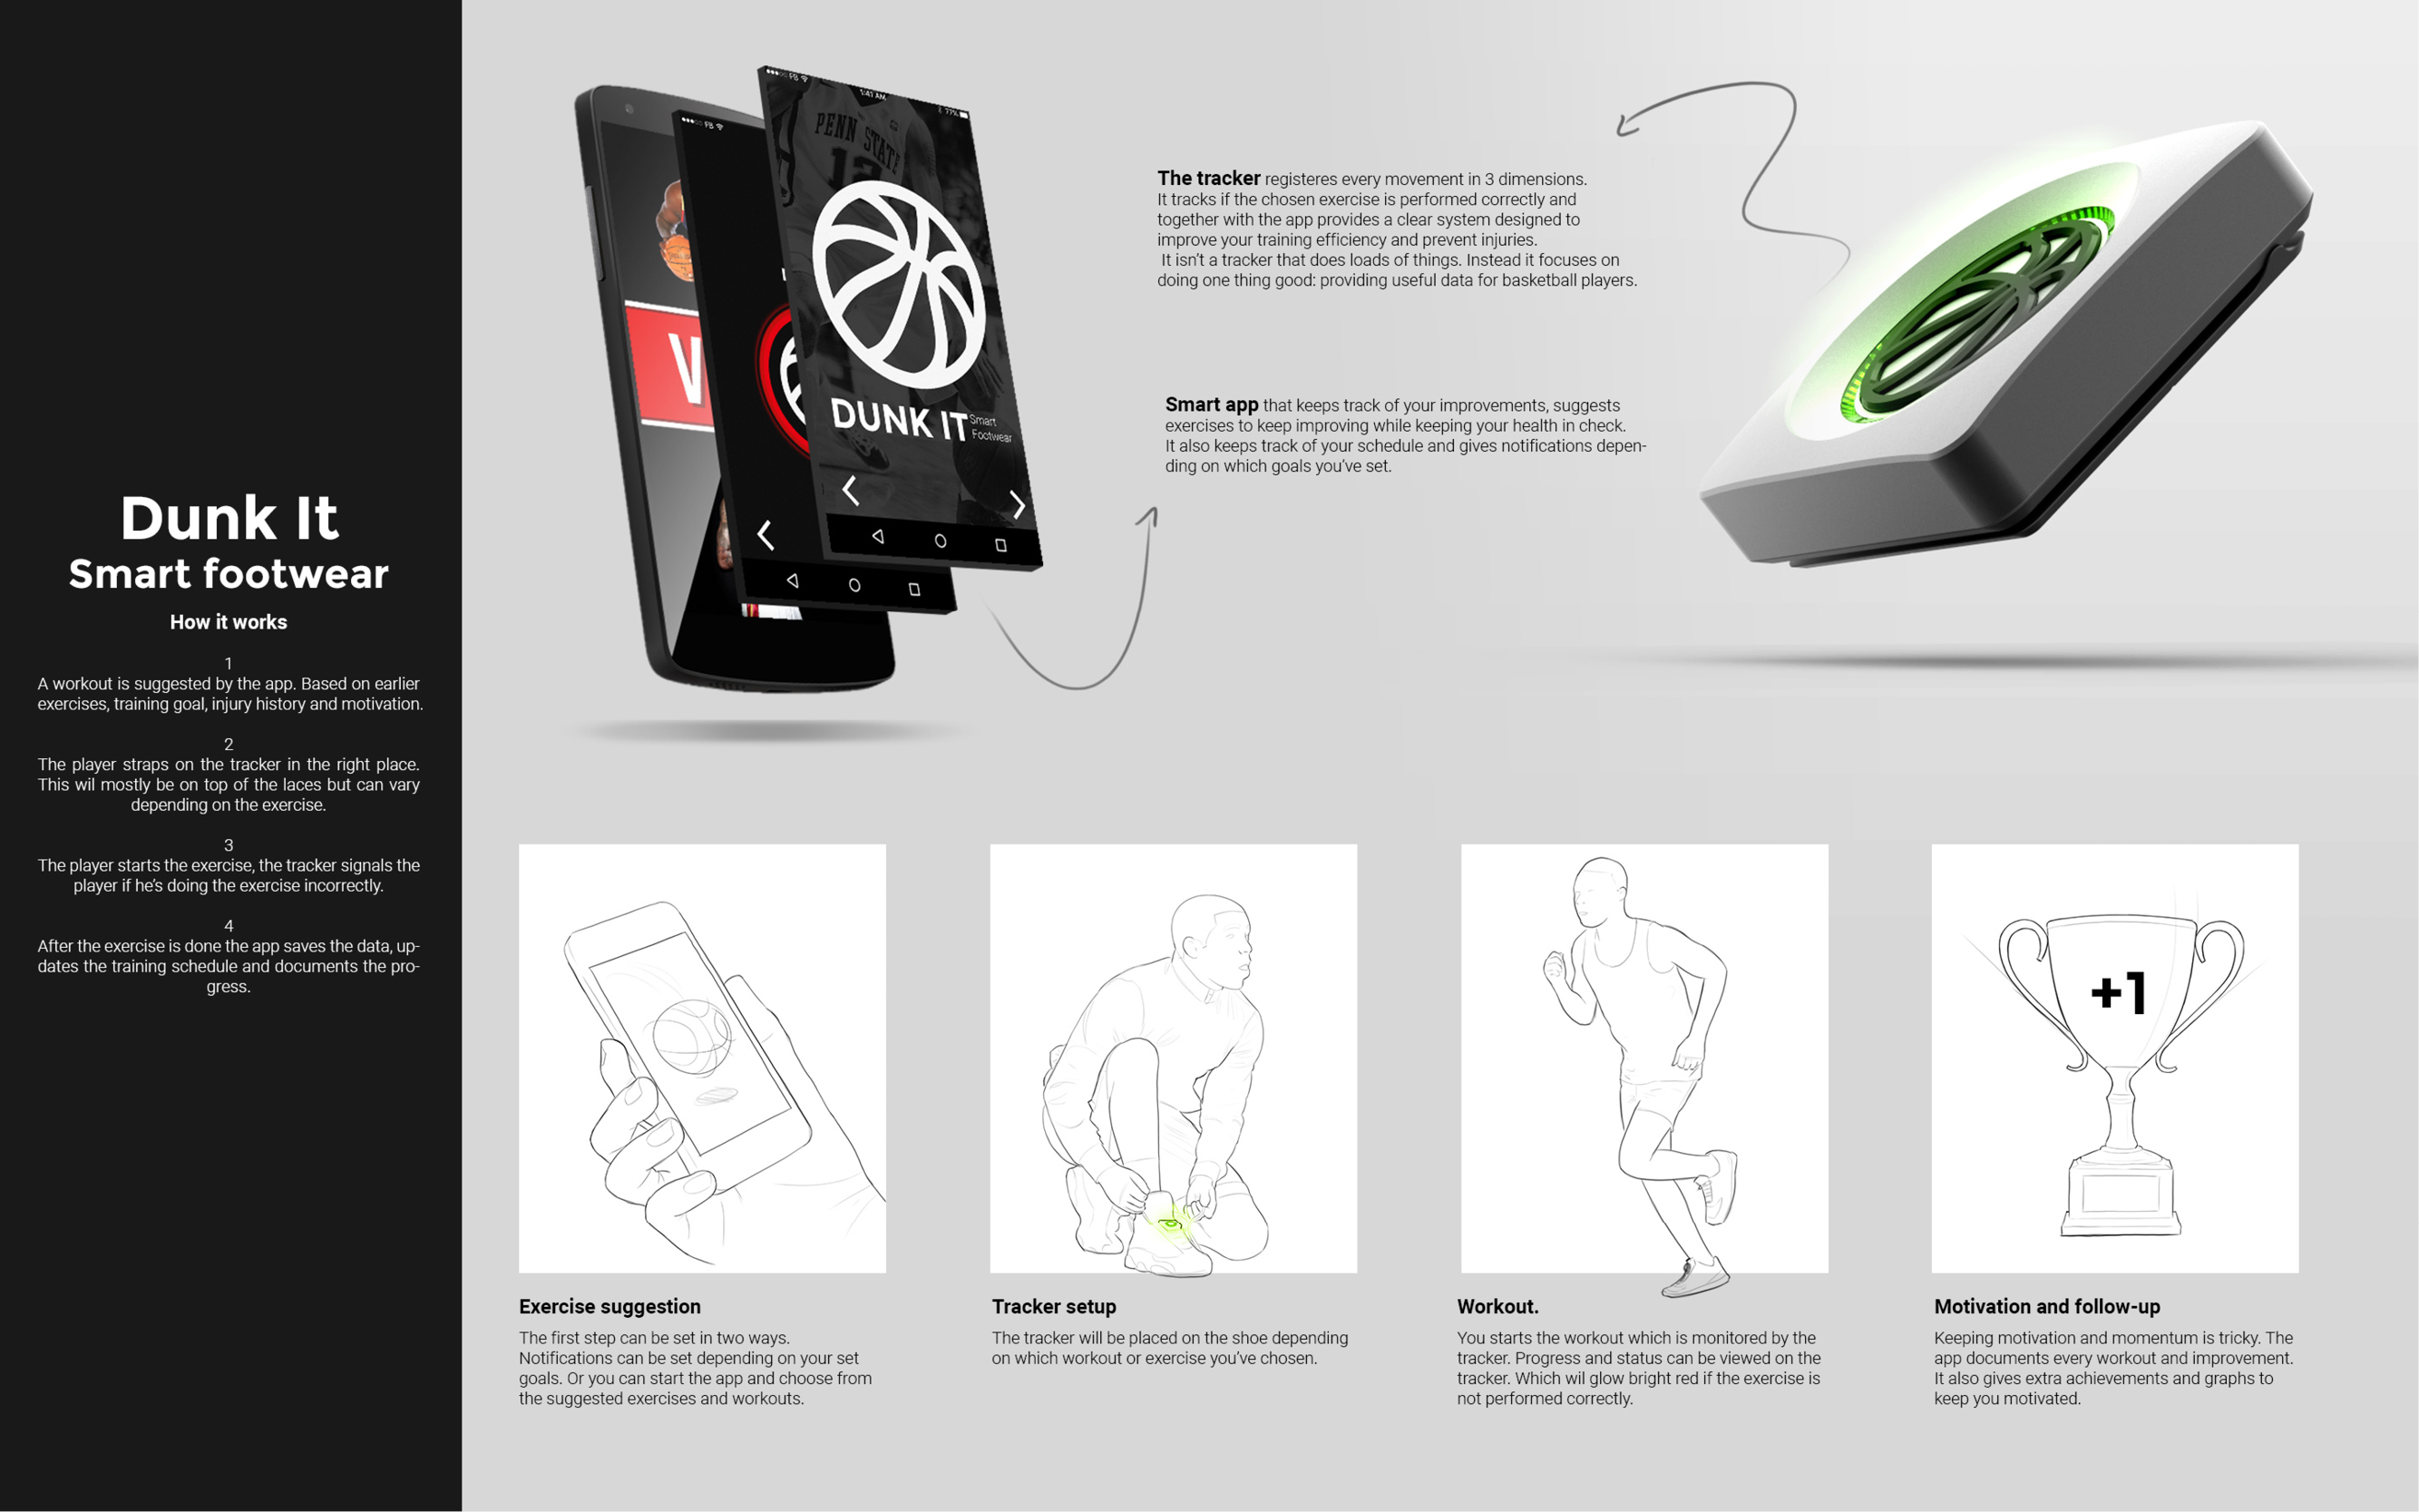 Dunk It
Smart footwear
How it works
1
A workout is suggested by the app. Based on earlier
exercises, training goal, injury history and motivation.
2
The player straps on the tracker in the right place.
This wil mostly be on top of the laces but can vary
depending on the exercise.
3
The player starts the exercise, the tracker signals the
player if he's doing the exercise incorrectly.
4
After the exercise is done the app saves the data, up-
dates the training schedule and documents the pro-
gress.
FB
FB
1:41 AM
77%
PENN STATE
12
V
DUNK IT
Smart
Footwear
The tracker registeres every movement in 3 dimensions.
It tracks if the chosen exercise is performed correctly and
together with the app provides a clear system designed to
improve your training efficiency and prevent injuries.
It isn't a tracker that does loads of things. Instead it focuses on
doing one thing good: providing useful data for basketball players.
Smart app that keeps track of your improvements, suggests
exercises to keep improving while keeping your health in check.
It also keeps track of your schedule and gives notifications depen-
ding on which goals you've set.
+1
Exercise suggestion
The first step can be set in two ways.
Notifications can be set depending on your set
goals. Or you can start the app and choose from
the suggested exercises and workouts.
Tracker setup
The tracker will be placed on the shoe depending
on which workout or exercise you've chosen.
Workout.
You starts the workout which is monitored by the
tracker. Progress and status can be viewed on the
tracker. Which wil glow bright red if the exercise is
not performed correctly.
Motivation and follow-up
Keeping motivation and momentum is tricky. The
app documents every workout and improvement.
It also gives extra achievements and graphs to
keep you motivated.